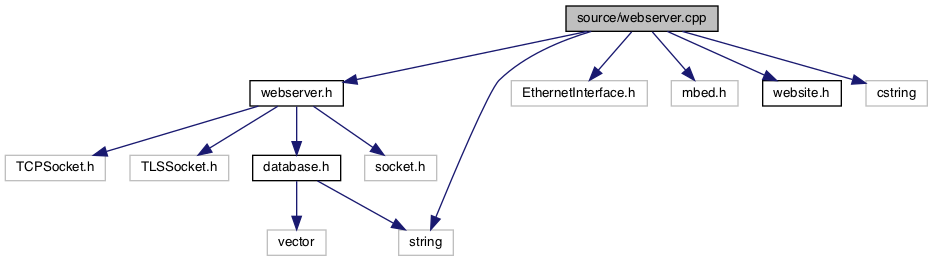 source/webserver.cpp
webserver.h
EthernetInterface.h
mbed.h
website.h
cstring
TCPSocket.h
TLSSocket.h
database.h
socket.h
vector
string